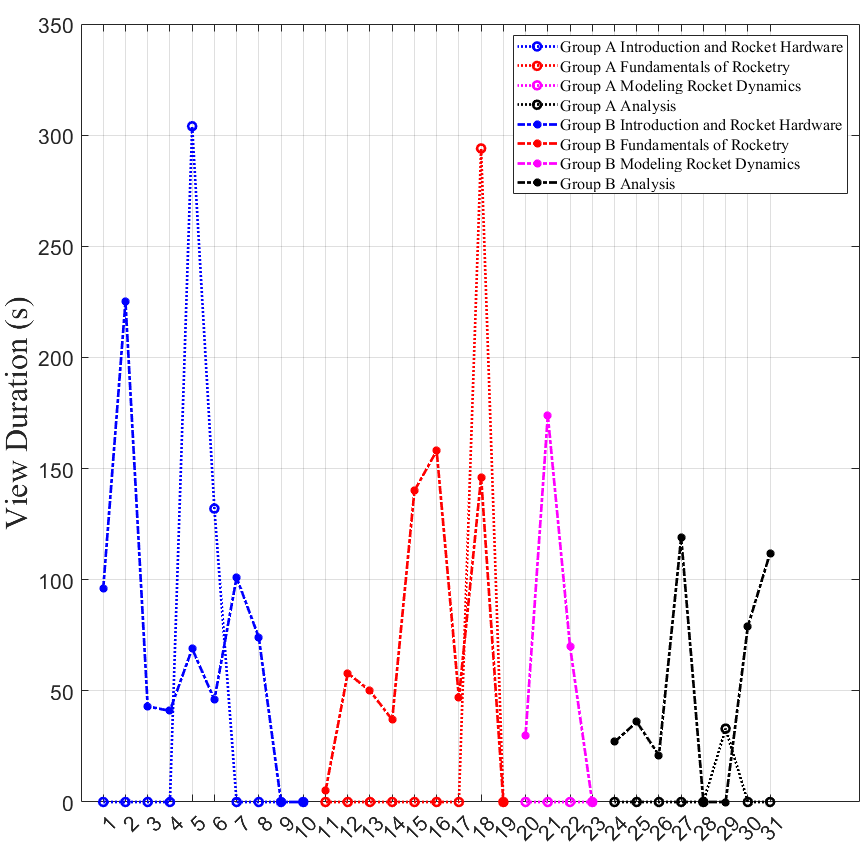 350
300
250
200
150
100
50
0
View Duration (s)
Group A Introduction and Rocket Hardware
Group A Fundamentals of Rocketry
Group A Modeling Rocket Dynamics
Group A Analysis
Group B Introduction and Rocket Hardware
Group B Fundamentals of Rocketry
Group B Modeling Rocket Dynamics
Group B Analysis
1 2 3 4 5 6 7 8 9 10 11 12 13 14 15 16 17 18 19 20 21 22 23 24 25 26 27 28 29 30 31